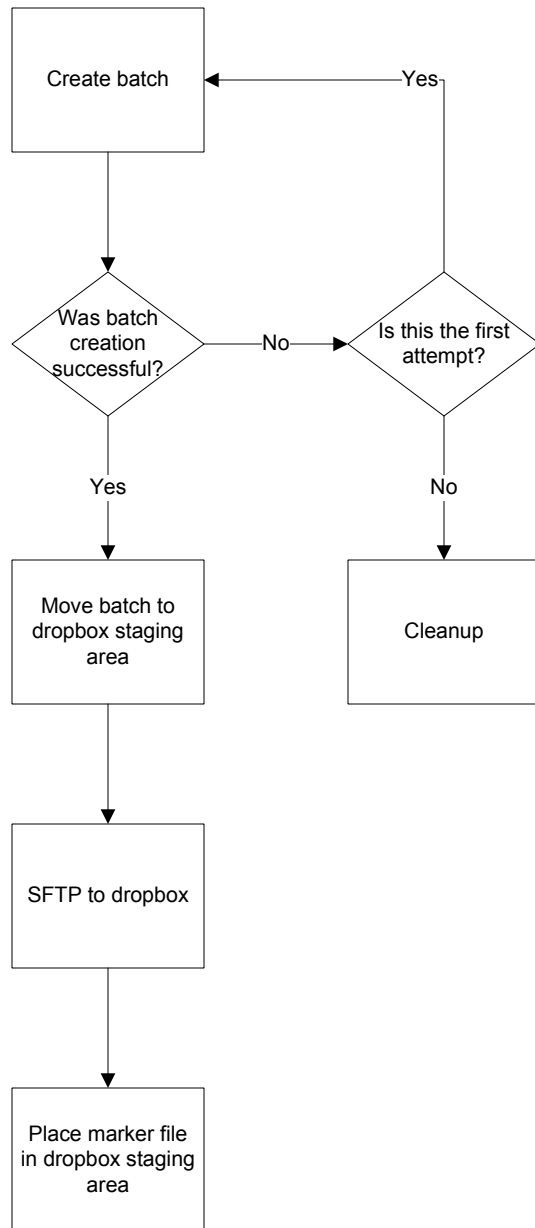 Create batch
Yes
Was batch
creation
successful?
No
Is this the first
attempt?
Yes
No
Move batch to
dropbox staging
area
Cleanup
SFTP to dropbox
Place marker file
in dropbox staging
area